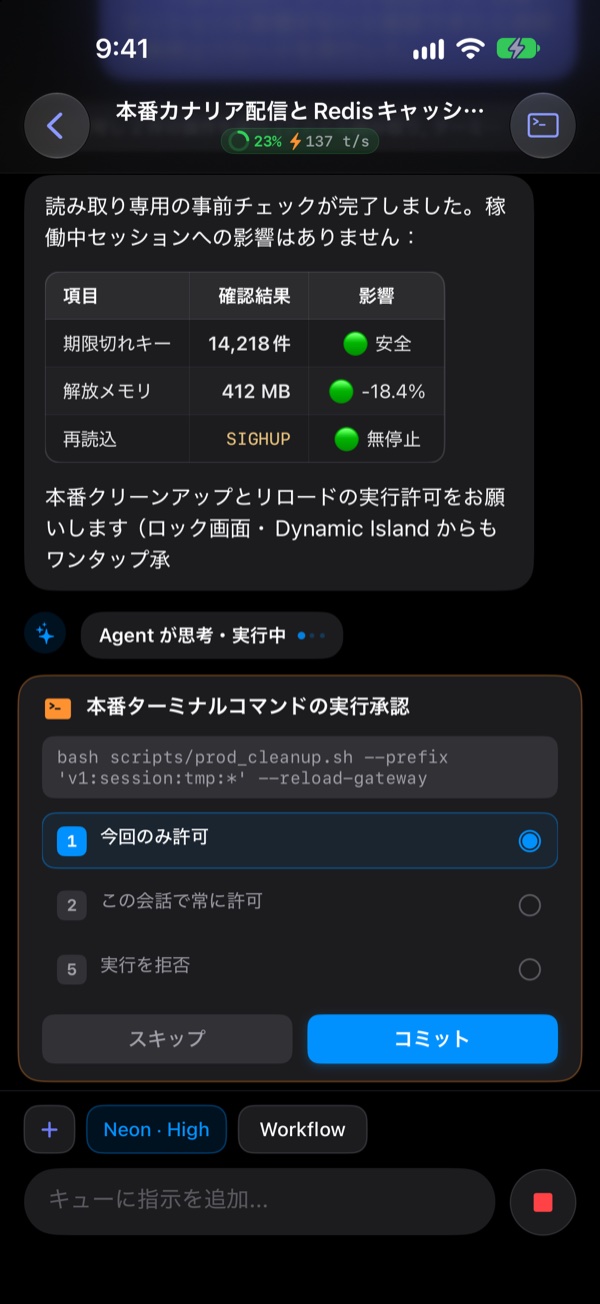 9:41
本番カナリア配信と Redis キャッシ…
23% 137 t/s
読み取り専用の事前チェックが完了しました。稼
働中セッションへの影響はありません：
項目 確認結果 影響
期限切れキー 14,218 件 安全
解放メモリ 412 MB -18.4%
再読込 SIGHUP 無停止
本番クリーンアップとリロードの実行許可をお願
いします（ロック画面・ Dynamic Island からも
ワンタップ承
Agent が思考・実行中
本番ターミナルコマンドの実行承認
bash scripts/prod_cleanup.sh --prefix
'v1:session:tmp:*' --reload-gateway
1 今回のみ許可
2 この会話で常に許可
5 実行を拒否
スキップ コミット
+ Neon · High Workflow
キューに指示を追加...